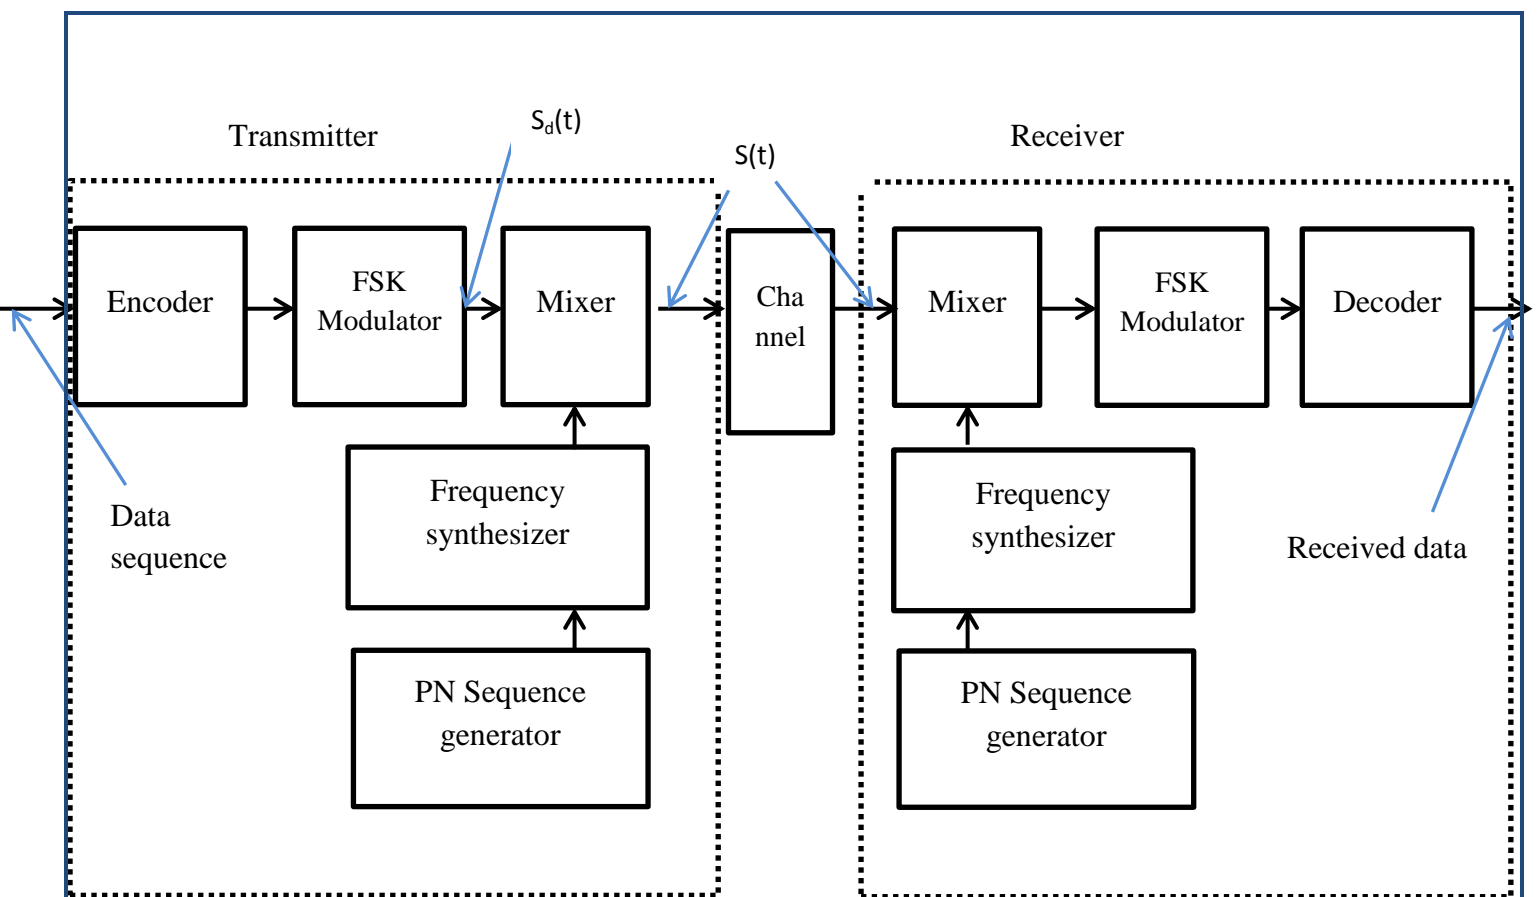 Transmitter
S_d(t)
S(t)
Receiver
Encoder
FSK
Modulator
Mixer
Cha
nnel
Mixer
FSK
Modulator
Decoder
Frequency
synthesizer
Frequency
synthesizer
Data
sequence
Received data
PN Sequence
generator
PN Sequence
generator